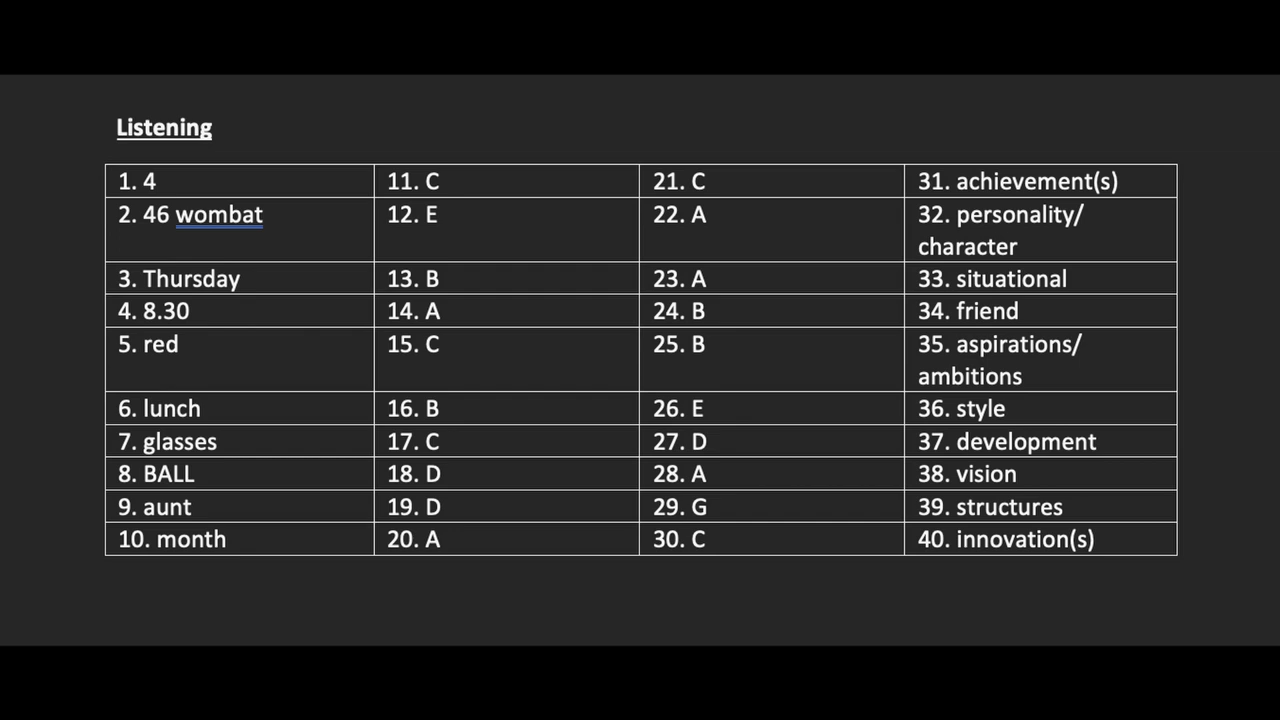 Listening
1. 4
11. C
21. C
31. achievement(s)
2. 46 wombat
12. E
22. A
32. personality/
character
3. Thursday
13. B
23. A
33. situational
4. 8.30
14. A
24. B
34. friend
5. red
15. C
25. B
35. aspirations/
ambitions
6. lunch
16. B
26. E
36. style
7. glasses
17. C
27. D
37. development
8. BALL
18. D
28. A
38. vision
9. aunt
19. D
29. G
39. structures
10. month
20. A
30. C
40. innovation(s)